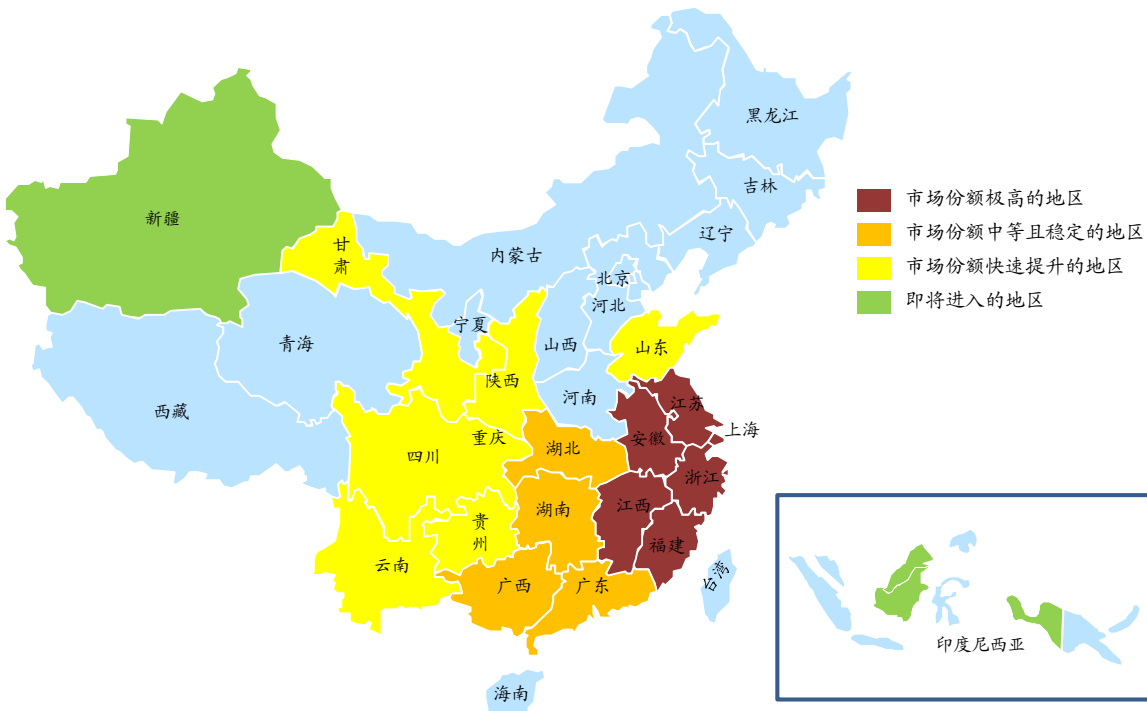 黑龙江
吉林
辽宁
新疆
甘
肃
内蒙古
北京
河北
宁夏
山西
山东
青海
陕西
河南
西藏
江苏
上海
重庆
安徽
四川
湖北
浙江
江西
湖南
贵
州
福建
云南
广西
广东
台湾
海南
市场份额极高的地区
市场份额中等且稳定的地区
市场份额快速提升的地区
即将进入的地区
印度尼西亚